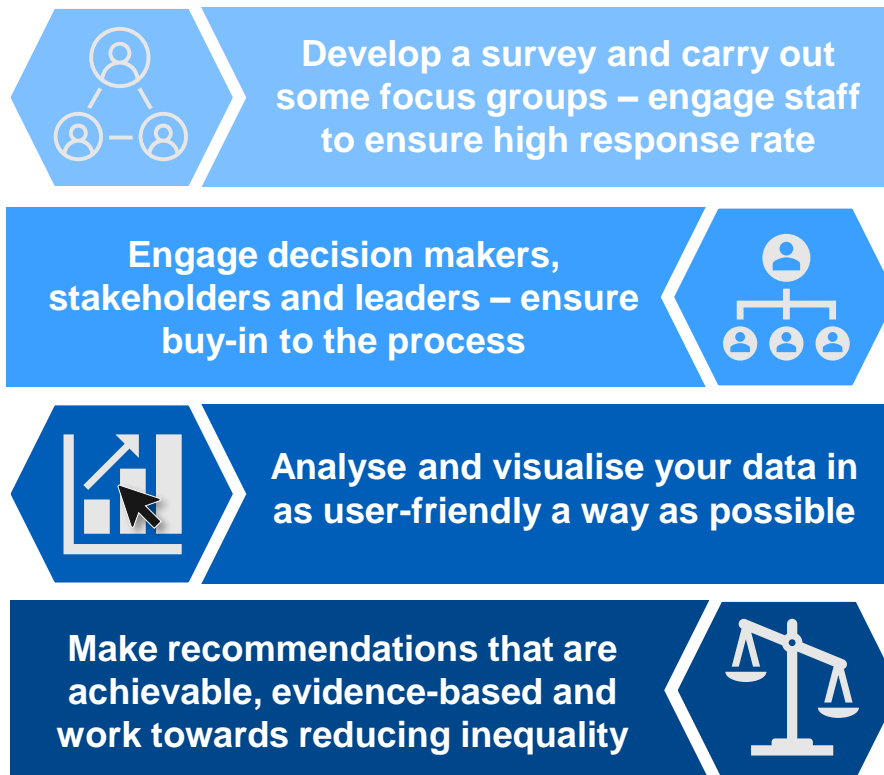 Develop a survey and carry out
some focus groups – engage staff
to ensure high response rate
Engage decision makers,
stakeholders and leaders – ensure
buy-in to the process
Analyse and visualise your data in
as user-friendly a way as possible
Make recommendations that are
achievable, evidence-based and
work towards reducing inequality